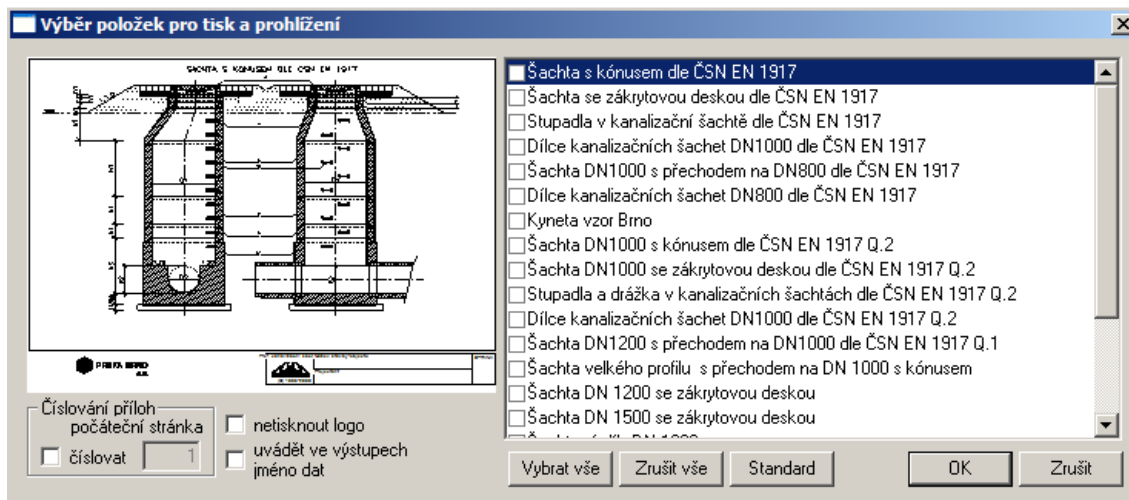 Výběr položek pro tisk a prohlížení
ŠACHTA S KÓNUSEM DLE ČSN EN 1917
PREFA BRNO
a.s.
Číslování příloh
počáteční stránka
číslovat
1
netisknout logo
uvádět ve výstupech
jméno dat
Šachta s kónusem dle ČSN EN 1917
Šachta se zákrytovou deskou dle ČSN EN 1917
Stupadla v kanalizační šachtě dle ČSN EN 1917
Dílce kanalizačních šachet DN1000 dle ČSN EN 1917
Šachta DN1000 s přechodem na DN800 dle ČSN EN 1917
Dílce kanalizačních šachet DN800 dle ČSN EN 1917
Kyneta vzor Brno
Šachta DN1000 s kónusem dle ČSN EN 1917 Q.2
Šachta DN1000 se zákrytovou deskou dle ČSN EN 1917 Q.2
Stupadla a drážka v kanalizačních šachtách dle ČSN EN 1917 Q.2
Dílce kanalizačních šachet DN1000 dle ČSN EN 1917 Q.2
Šachta DN1200 s přechodem na DN1000 dle ČSN EN 1917 Q.1
Šachta velkého profilu s přechodem na DN 1000 s kónusem
Šachta DN 1200 se zákrytovou deskou
Šachta DN 1500 se zákrytovou deskou
Vybrat vše
Zrušit vše
Standard
OK
Zrušit